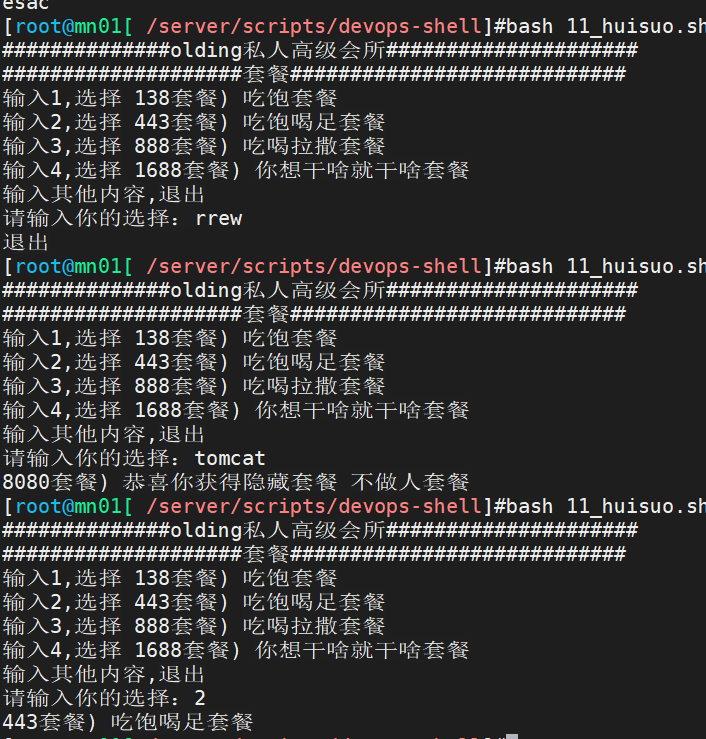 esac
[root@mn01[ /server/scripts/devops-shell]#bash 11_huisuo.sh
##############olding私人高级会所#####################
####################套餐############################
输入1,选择 138套餐) 吃饱套餐
输入2,选择 443套餐) 吃饱喝足套餐
输入3,选择 888套餐) 吃喝拉撒套餐
输入4,选择 1688套餐) 你想干啥就干啥套餐
输入其他内容,退出
请输入你的选择：rrew
退出
[root@mn01[ /server/scripts/devops-shell]#bash 11_huisuo.sh
##############olding私人高级会所#####################
####################套餐############################
输入1,选择 138套餐) 吃饱套餐
输入2,选择 443套餐) 吃饱喝足套餐
输入3,选择 888套餐) 吃喝拉撒套餐
输入4,选择 1688套餐) 你想干啥就干啥套餐
输入其他内容,退出
请输入你的选择：tomcat
8080套餐) 恭喜你获得隐藏套餐 不做人套餐
[root@mn01[ /server/scripts/devops-shell]#bash 11_huisuo.sh
##############olding私人高级会所#####################
####################套餐############################
输入1,选择 138套餐) 吃饱套餐
输入2,选择 443套餐) 吃饱喝足套餐
输入3,选择 888套餐) 吃喝拉撒套餐
输入4,选择 1688套餐) 你想干啥就干啥套餐
输入其他内容,退出
请输入你的选择：2
443套餐) 吃饱喝足套餐